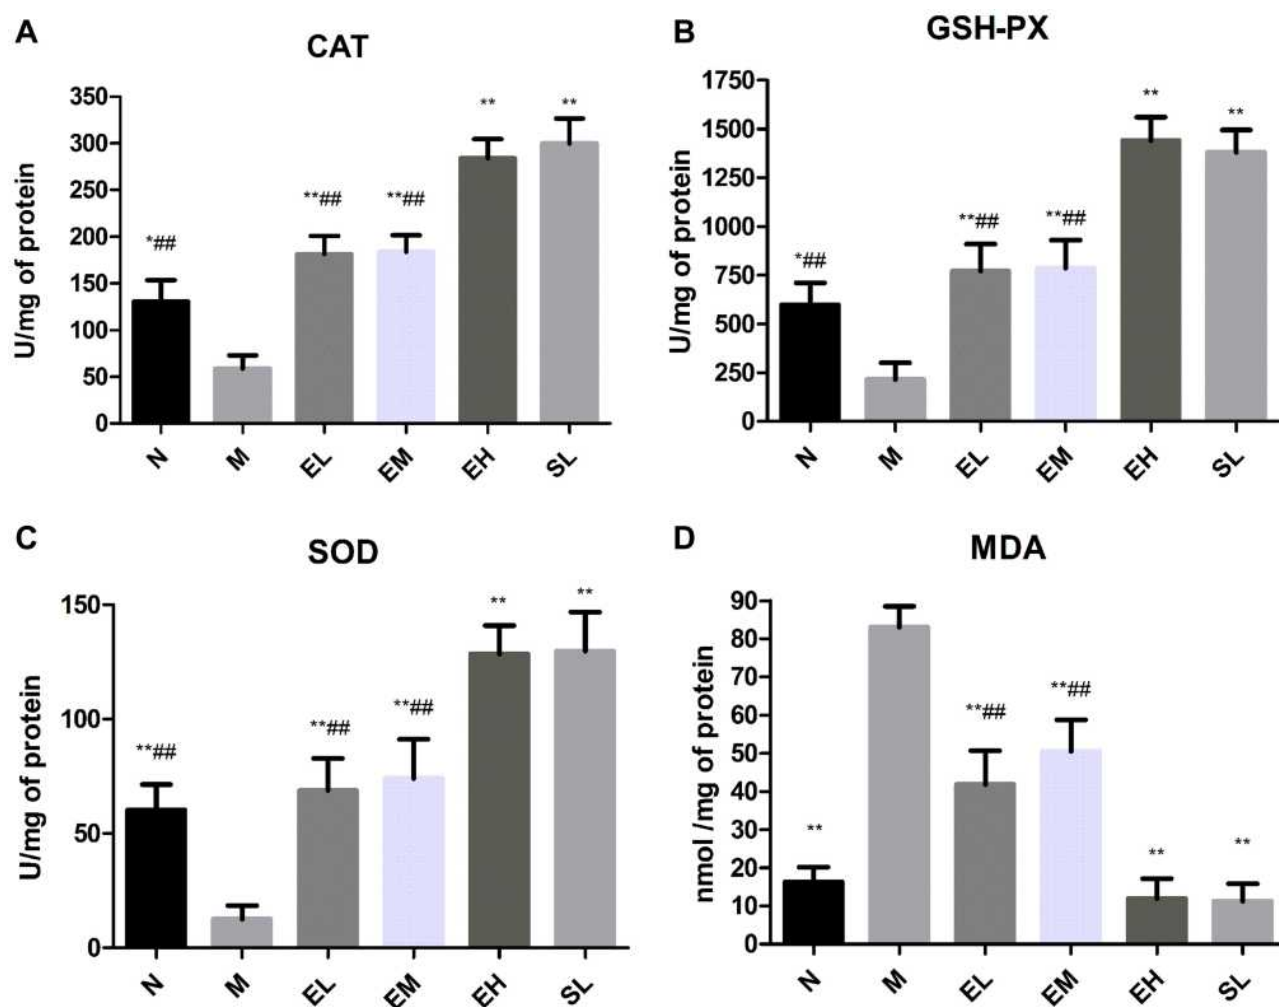 A
CAT
U/mg of protein
350
300
250
200
150
100
50
0
*##
**##
**##
**
**
N
M
EL
EM
EH
SL
B
GSH-PX
U/mg of protein
1750
1500
1250
1000
750
500
250
0
*##
**##
**##
**
**
N
M
EL
EM
EH
SL
C
SOD
U/mg of protein
150
100
50
0
**##
**##
**##
**
**
N
M
EL
EM
EH
SL
D
MDA
nmol /mg of protein
90
80
70
60
50
40
30
20
10
0
**
**##
**##
**
**
N
M
EL
EM
EH
SL